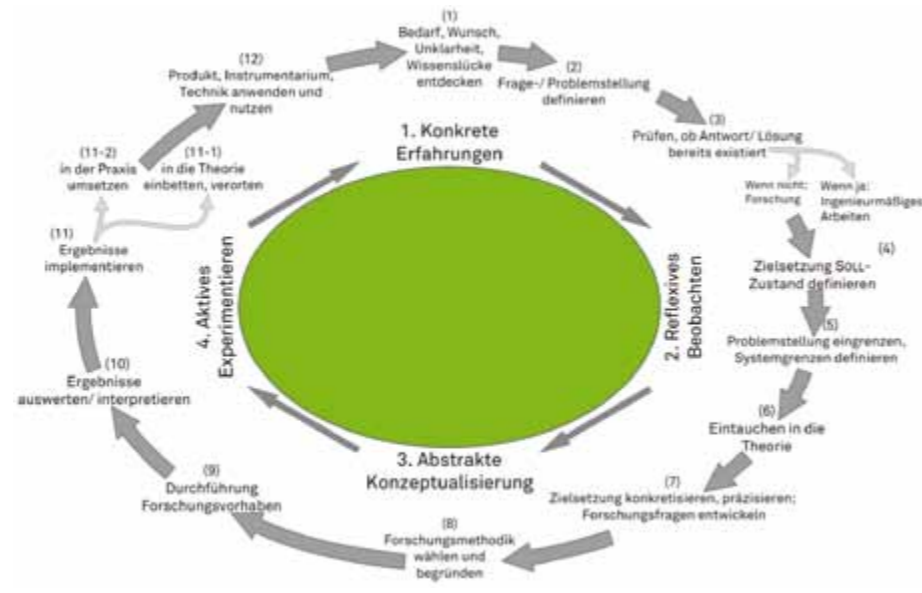 (1)
Bedarf, Wunsch,
Unklarheit,
Wissenslücke
entdecken
(2)
Frage-/ Problemstellung
definieren
(3)
Prüfen, ob Antwort/ Lösung
bereits existiert
Wenn nicht:
Forschung
Wenn ja:
Ingenieurmäßiges
Arbeiten
(4)
Zielsetzung SOLL-
Zustand definieren
(5)
Problemstellung eingrenzen,
Systemgrenzen definieren
(6)
Eintauchen in die
Theorie
(7)
Zielsetzung konkretisieren, präzisieren;
Forschungsfragen entwickeln
(8)
Forschungsmethodik
wählen und
begründen
(9)
Durchführung
Forschungsvorhaben
(10)
Ergebnisse
auswerten/ interpretieren
(11)
Ergebnisse
implementieren
(11-2)
in der Praxis
umsetzen
(11-1)
in die Theorie
einbetten, verorten
(12)
Produkt, Instrumentarium,
Technik anwenden und
nutzen
1. Konkrete
Erfahrungen
2. Reflexives
Beobachten
3. Abstrakte
Konzeptualisierung
4. Aktives
Experimentieren